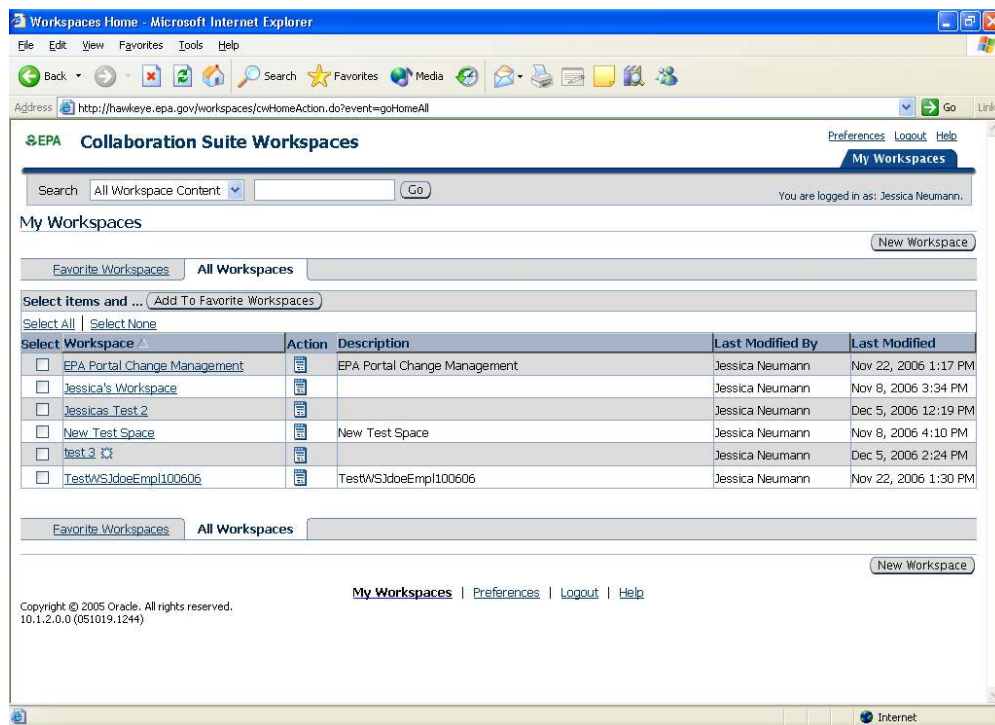 Workspaces Home - Microsoft Internet Explorer
File Edit View Favorites Tools Help
Back Search Favorites Media
Address http://hawkeye.epa.gov/workspaces/cwHomeAction.do?event=goHomeAll Go Link
EPA Collaboration Suite Workspaces
Preferences Logout Help
My Workspaces
Search All Workspace Content Go You are logged in as: Jessica Neumann.
My Workspaces
New Workspace
Favorite Workspaces All Workspaces
Select items and ... Add To Favorite Workspaces
Select All | Select None
Select Workspace Action Description Last Modified By Last Modified
EPA Portal Change Management EPA Portal Change Management Jessica Neumann Nov 22, 2006 1:17 PM
Jessica's Workspace Jessica Neumann Nov 8, 2006 3:34 PM
Jessicas Test 2 Jessica Neumann Dec 5, 2006 12:19 PM
New Test Space New Test Space Jessica Neumann Nov 8, 2006 4:10 PM
test 3 Jessica Neumann Dec 5, 2006 2:24 PM
TestWSJdoeEmpl100606 TestWSJdoeEmpl100606 Jessica Neumann Nov 22, 2006 1:30 PM
Favorite Workspaces All Workspaces
New Workspace
My Workspaces | Preferences | Logout | Help
Copyright © 2005 Oracle. All rights reserved.
10.1.2.0.0 (051019.1244)
Internet